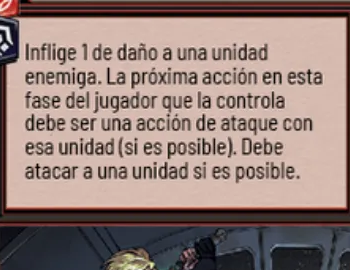 Inflige 1 de daño a una unidad
enemiga. La próxima acción en esta
fase del jugador que la controla
debe ser una acción de ataque con
esa unidad (si es posible). Debe
atacar a una unidad si es posible.